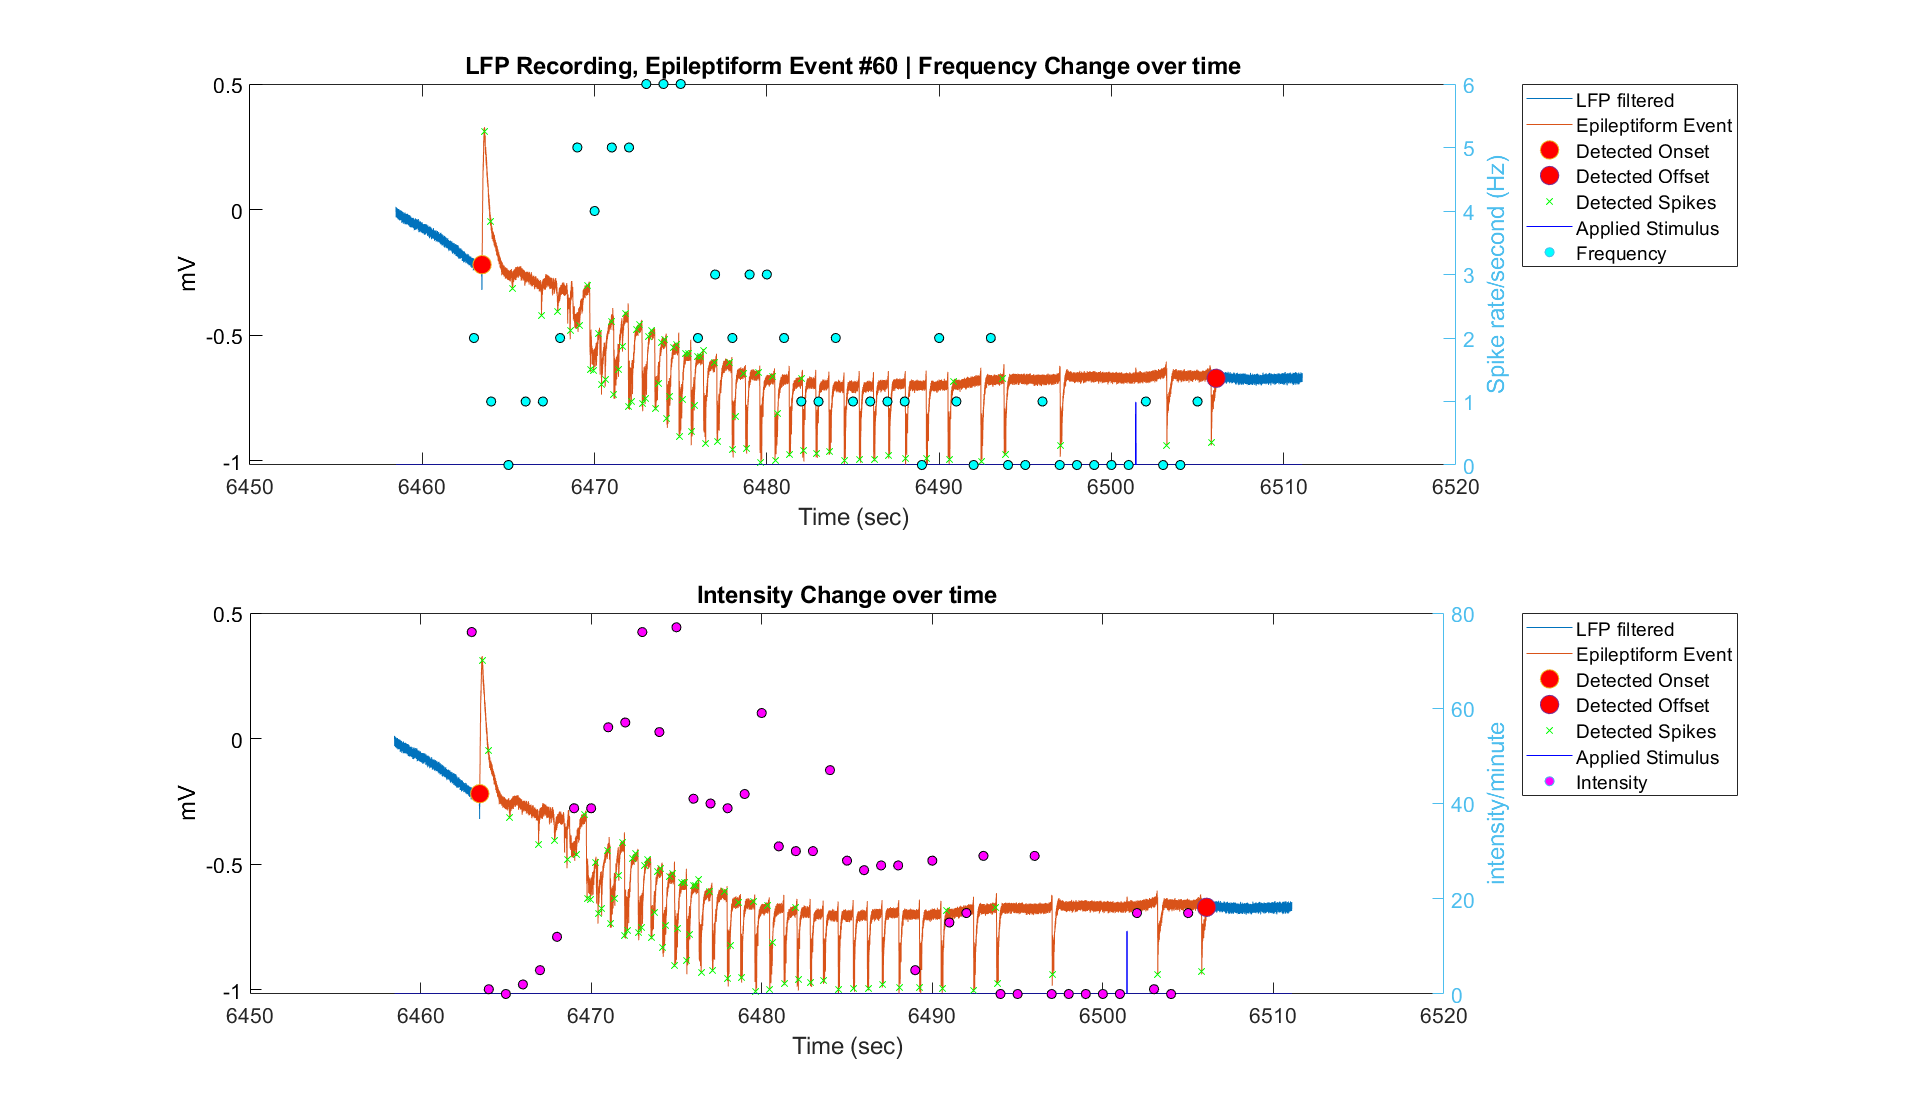 LFP Recording, Epileptiform Event #60 | Frequency Change over time
0.5
0
-0.5
-1
mV
6450
6460
6470
6480
6490
6500
6510
6520
Time (sec)
6
5
4
3
2
1
0
Spike rate/second (Hz)
LFP filtered
Epileptiform Event
Detected Onset
Detected Offset
Detected Spikes
Applied Stimulus
Frequency
Intensity Change over time
0.5
0
-0.5
-1
mV
6450
6460
6470
6480
6490
6500
6510
6520
Time (sec)
80
60
40
20
0
intensity/minute
LFP filtered
Epileptiform Event
Detected Onset
Detected Offset
Detected Spikes
Applied Stimulus
Intensity